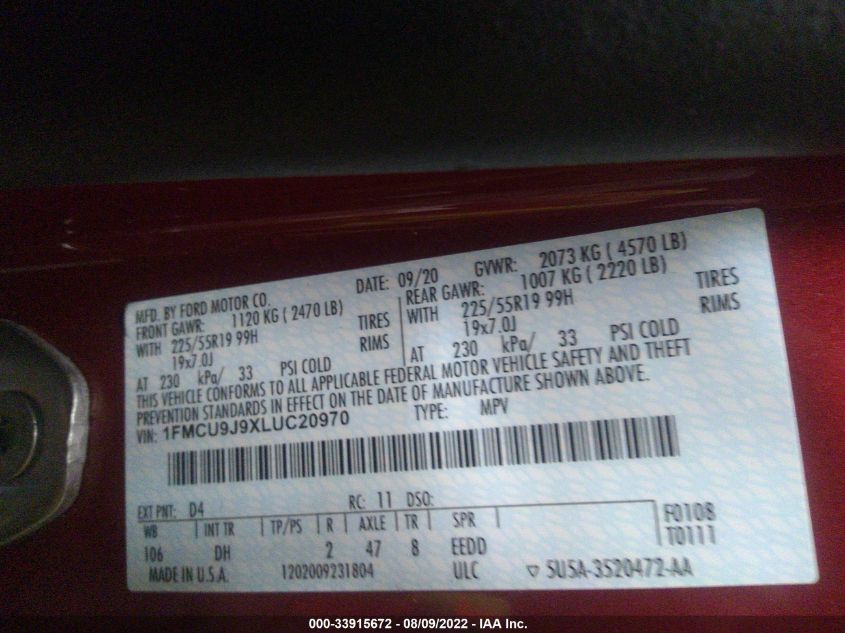 MFD. BY FORD MOTOR CO. DATE: 09/20 GVWR: 2073 KG ( 4570 LB)
FRONT GAWR: 1120 KG ( 2470 LB) REAR GAWR: 1007 KG ( 2220 LB)
WITH 225/55R19 99H TIRES WITH 225/55R19 99H TIRES
19x7.0J RIMS 19x7.0J RIMS
AT 230 kPa/ 33 PSI COLD AT 230 kPa/ 33 PSI COLD
THIS VEHICLE CONFORMS TO ALL APPLICABLE FEDERAL MOTOR VEHICLE SAFETY AND THEFT
PREVENTION STANDARDS IN EFFECT ON THE DATE OF MANUFACTURE SHOWN ABOVE.
VIN: 1FMCU9J9XLUC20970 TYPE: MPV
EXT PNT: D4 RC: 11 DSO: F0108
WB INT TR TP/PS R AXLE TR SPR T0111
106 DH 2 47 8 EEDD
MADE IN U.S.A. 1202009231804 ULC ▽ 5U5A-3520472-AA
000-33915672 - 08/09/2022 - IAA Inc.